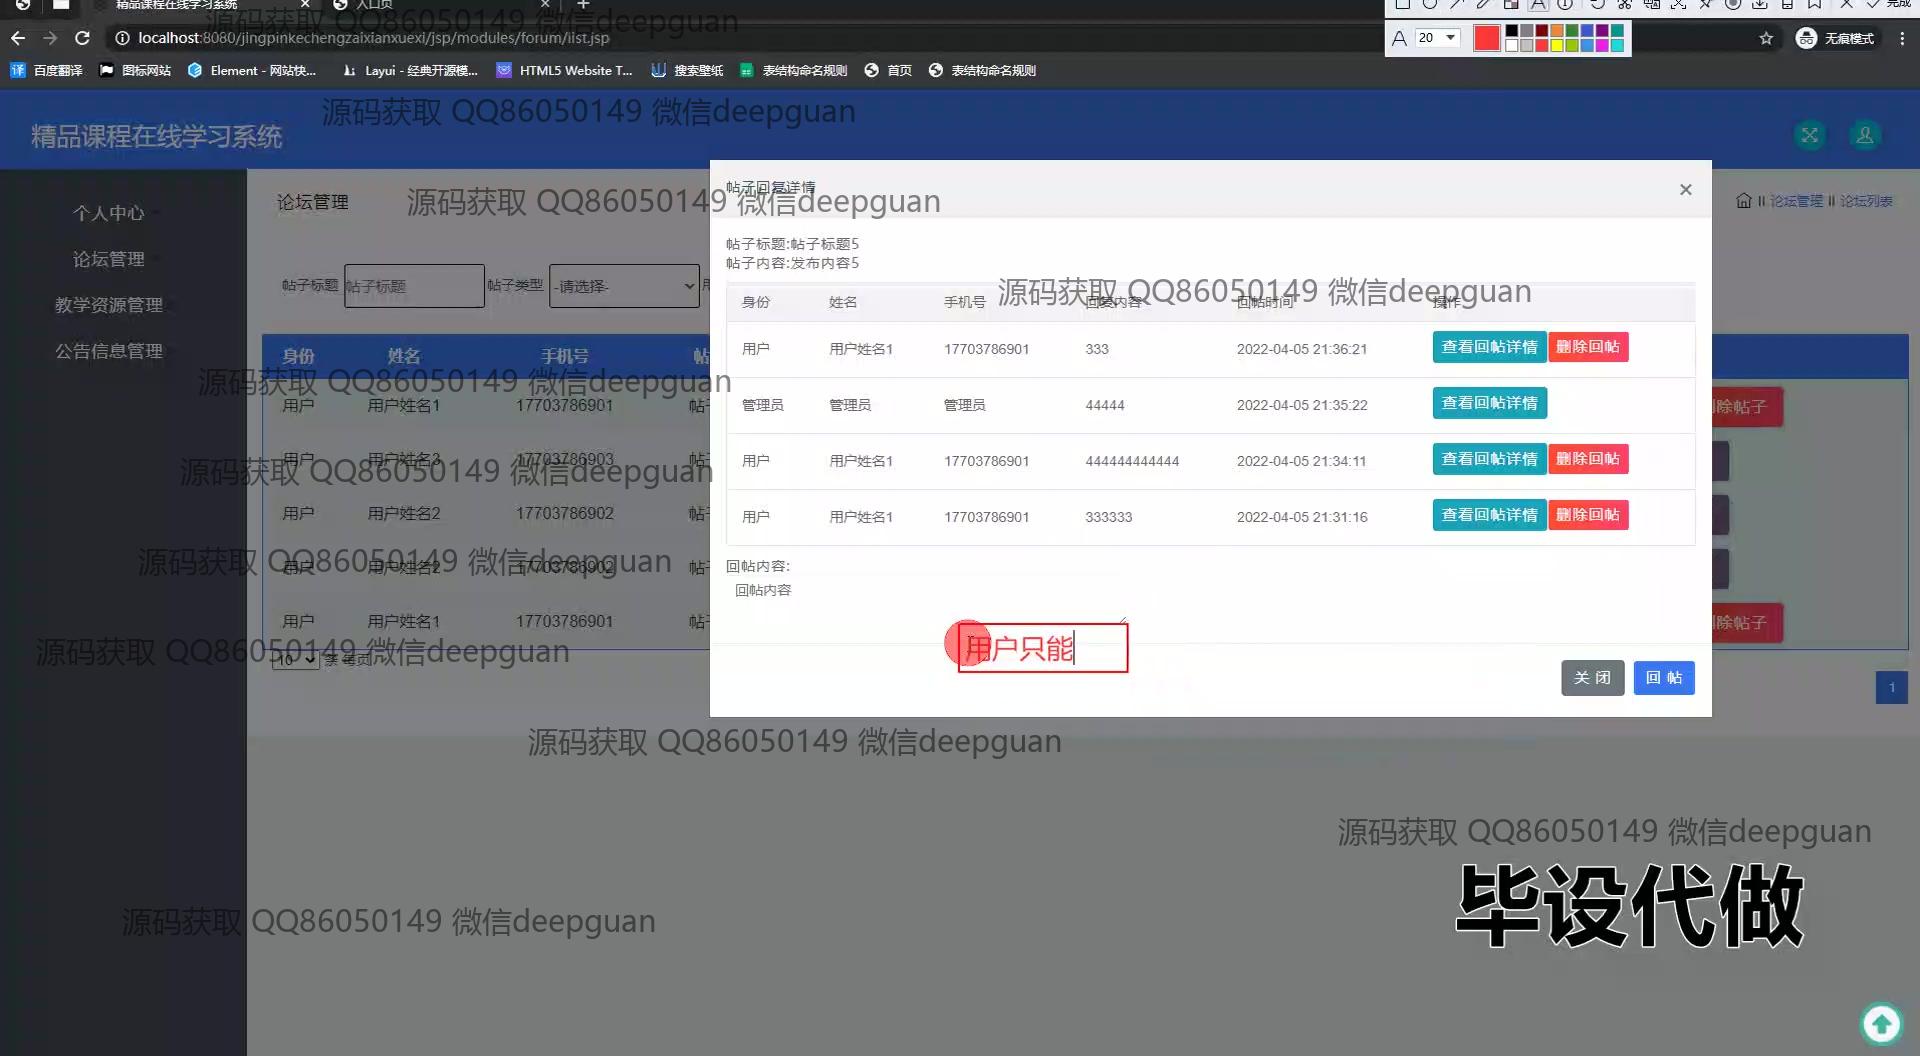 精品课程在线学习系统
入口页
完成
localhost:8080/jingpinkechengzaixianxuexi/jsp/modules/forum/list.jsp
20
无痕模式
百度翻译
图标网站
Element - 网站快...
Layui - 经典开源模...
HTML5 Website T...
搜索壁纸
表结构命名规则
首页
表结构命名规则
源码获取 QQ86050149 微信deepguan
源码获取 QQ86050149 微信deepguan
精品课程在线学习系统
个人中心
论坛管理
教学资源管理
公告信息管理
论坛管理
论坛管理 论坛列表
源码获取 QQ86050149 微信deepguan
帖子标题 帖子标题 帖子类型 -请选择-
身份 姓名 手机号 帖
源码获取 QQ86050149 微信deepguan
用户 用户姓名1 17703786901 帖子
用户 用户姓名3 17703786903 帖子
源码获取 QQ86050149 微信deepguan
用户 用户姓名2 17703786902 帖子
用户 用户姓名2 17703786902 帖子
源码获取 QQ86050149 微信deepguan
用户 用户姓名1 17703786901 帖子
10 条 每页
源码获取 QQ86050149 微信deepguan
除帖子
除帖子
1
帖子回复详情
×
帖子标题:帖子标题5
帖子内容:发布内容5
源码获取 QQ86050149 微信deepguan
身份 姓名 手机号 回复内容 回帖时间 操作
用户 用户姓名1 17703786901 333 2022-04-05 21:36:21 查看回帖详情 删除回帖
管理员 管理员 管理员 44444 2022-04-05 21:35:22 查看回帖详情
用户 用户姓名1 17703786901 444444444444 2022-04-05 21:34:11 查看回帖详情 删除回帖
用户 用户姓名1 17703786901 333333 2022-04-05 21:31:16 查看回帖详情 删除回帖
回帖内容:
回帖内容
用户只能
关 闭
回 帖
源码获取 QQ86050149 微信deepguan
源码获取 QQ86050149 微信deepguan
毕设代做
源码获取 QQ86050149 微信deepguan